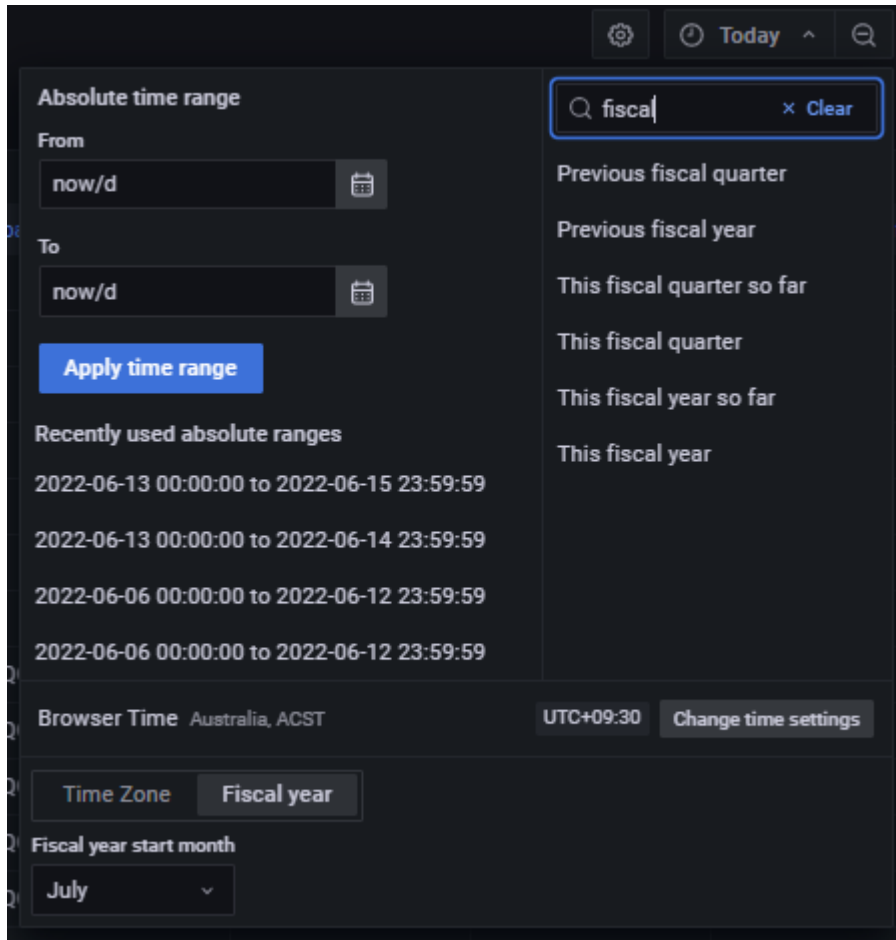 Today
Absolute time range
From
now/d
To
now/d
Apply time range
Recently used absolute ranges
2022-06-13 00:00:00 to 2022-06-15 23:59:59
2022-06-13 00:00:00 to 2022-06-14 23:59:59
2022-06-06 00:00:00 to 2022-06-12 23:59:59
2022-06-06 00:00:00 to 2022-06-12 23:59:59
fiscal × Clear
Previous fiscal quarter
Previous fiscal year
This fiscal quarter so far
This fiscal quarter
This fiscal year so far
This fiscal year
Browser Time Australia, ACST UTC+09:30 Change time settings
Time Zone Fiscal year
Fiscal year start month
July